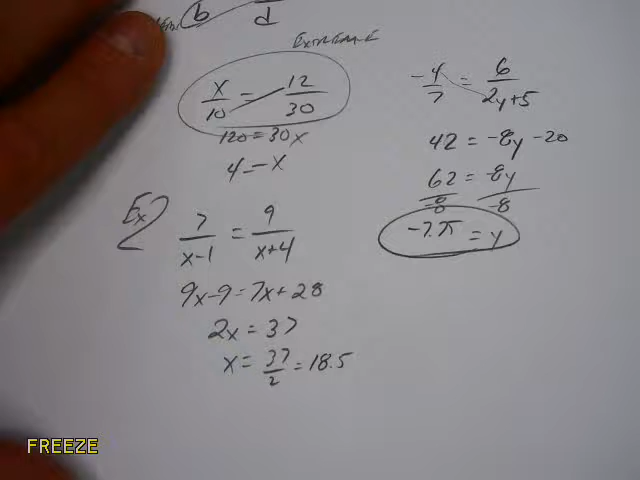 b
d
EXTREME
x/10 = 12/30
120 = 30x
4 = x
Ex 2
7/(x-1) = 9/(x+4)
9x-9 = 7x+28
2x = 37
x = 37/2 = 18.5
-4/7 = 6/(2y+5)
42 = -8y -20
62 = -8y
-8 -8
-7.75 = y
FREEZE